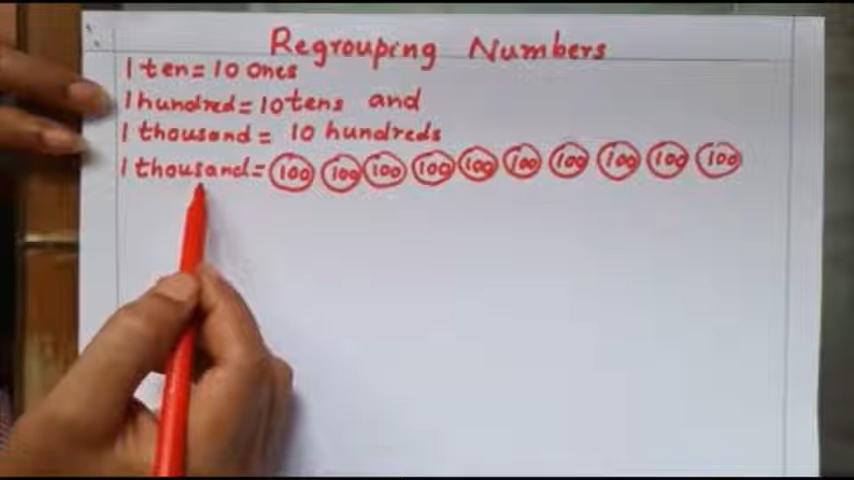 Regrouping Numbers
1 ten = 10 Ones
1 hundred = 10 tens and
1 thousand = 10 hundreds
1 thousand = 100 100 100 100 100 100 100 100 100 100